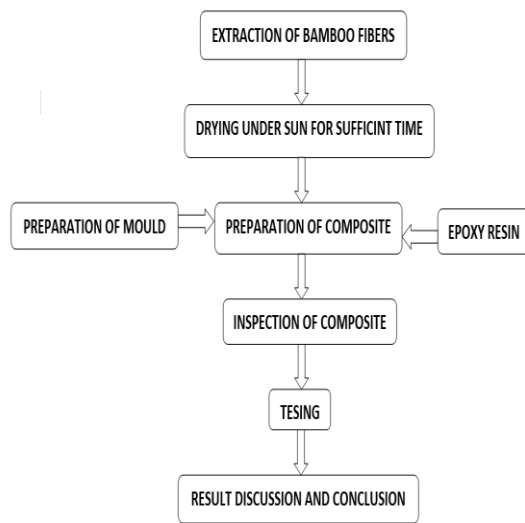 EXTRACTION OF BAMBOO FIBERS
DRYING UNDER SUN FOR SUFFICINT TIME
PREPARATION OF MOULD
PREPARATION OF COMPOSITE
EPOXY RESIN
INSPECTION OF COMPOSITE
TESING
RESULT DISCUSSION AND CONCLUSION